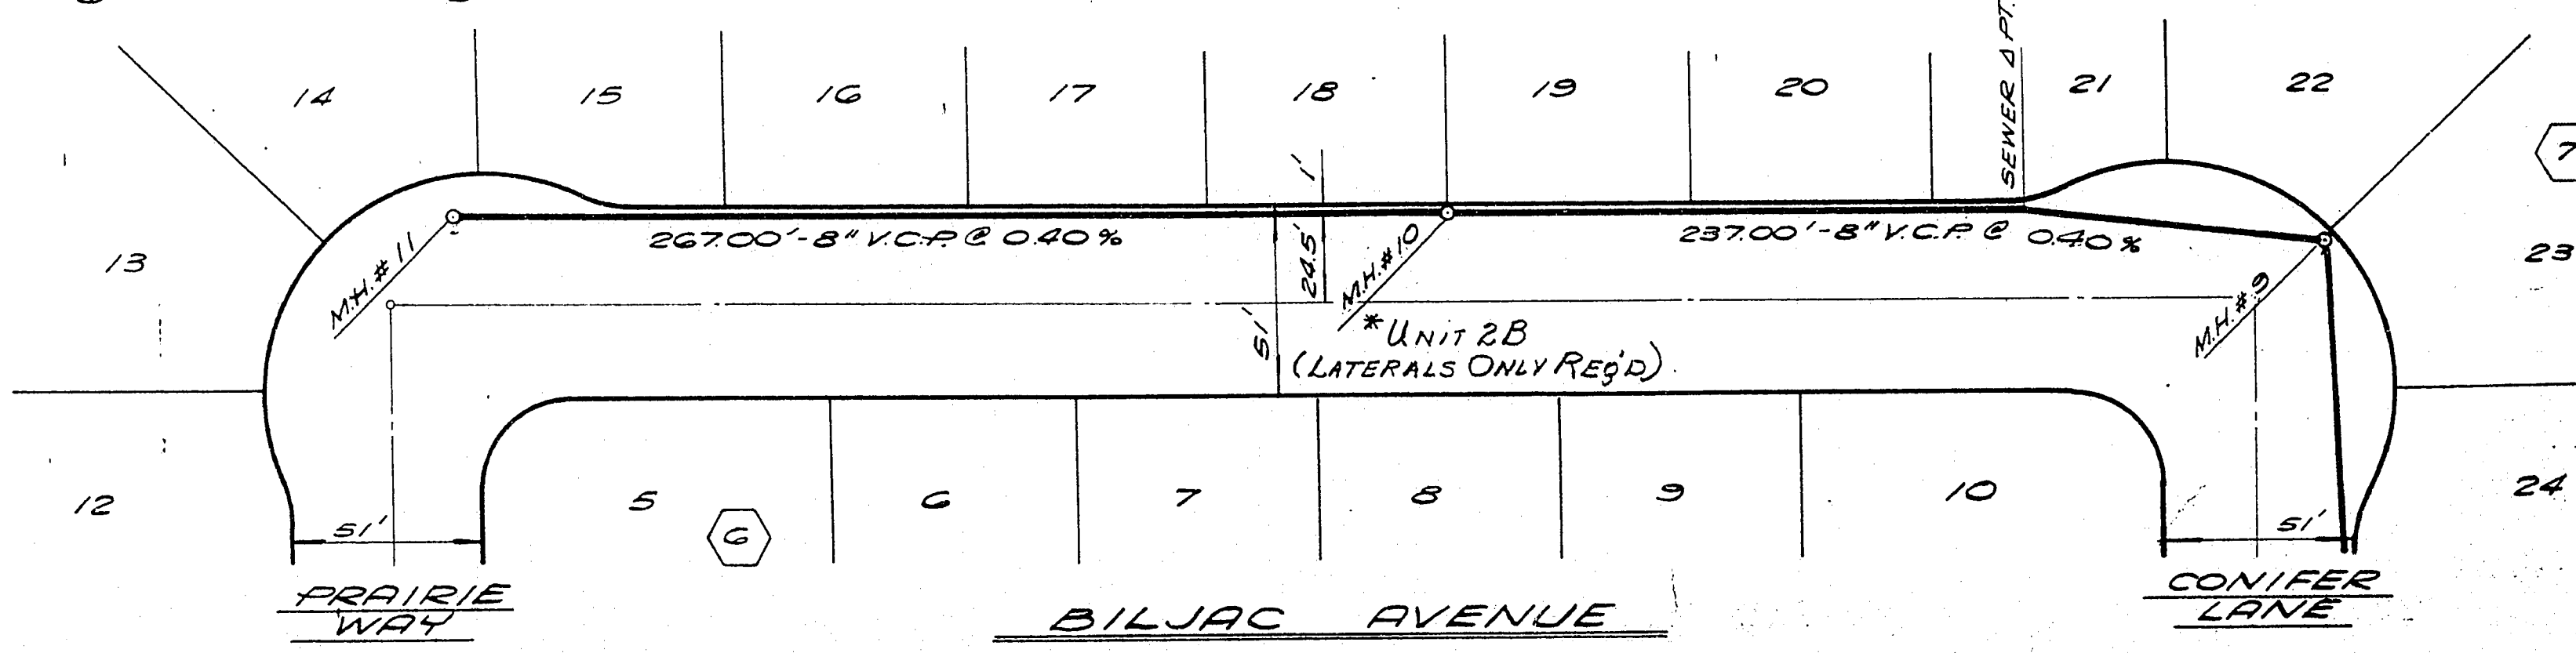 SEWER Δ PT.
14
15
16
17
18
19
20
21
22
7
13
23
1'
267.00'-8" V.C.P. @ 0.40%
237.00'-8" V.C.P. @ 0.40%
24.5'
M.H. #11
M.H. #10
M.H. #9
51'
*UNIT 2B
(LATERALS ONLY REQ'D)
12
5
6
6
7
8
9
10
24
51'
51'
PRAIRIE
WAY
BILJAC AVENUE
CONIFER
LANE